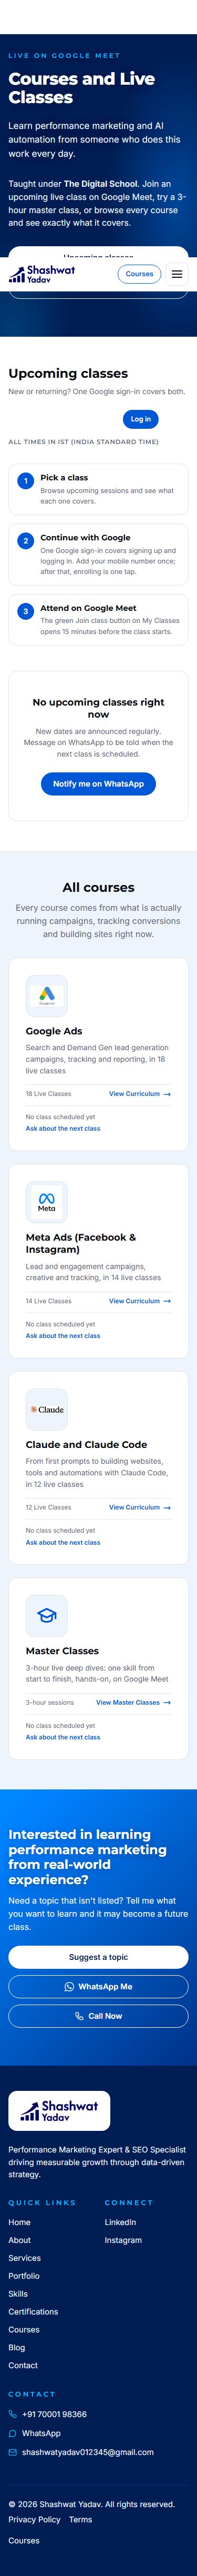 LIVE ON GOOGLE MEET
Courses and Live
Classes
Learn performance marketing and AI
automation from someone who does this
work every day.
Taught under The Digital School. Join an
upcoming live class on Google Meet, try a 3-
hour master class, or browse every course
and see exactly what it covers.
Upcoming classes
Shashwat
Yadav
Courses
Upcoming classes
New or returning? One Google sign-in covers both.
Log in
ALL TIMES IN IST (INDIA STANDARD TIME)
1
Pick a class
Browse upcoming sessions and see what
each one covers.
2
Continue with Google
One Google sign-in covers signing up and
logging in. Add your mobile number once;
after that, enrolling is one tap.
3
Attend on Google Meet
The green Join class button on My Classes
opens 15 minutes before the class starts.
No upcoming classes right
now
New dates are announced regularly.
Message on WhatsApp to be told when the
next class is scheduled.
Notify me on WhatsApp
All courses
Every course comes from what is actually
running campaigns, tracking conversions
and building sites right now.
Google Ads
Google Ads
Search and Demand Gen lead generation
campaigns, tracking and reporting, in 18
live classes
18 Live Classes
View Curriculum →
No class scheduled yet
Ask about the next class
Meta
Meta Ads (Facebook &
Instagram)
Lead and engagement campaigns,
creative and tracking, in 14 live classes
14 Live Classes
View Curriculum →
No class scheduled yet
Ask about the next class
Claude
Claude and Claude Code
From first prompts to building websites,
tools and automations with Claude Code,
in 12 live classes
12 Live Classes
View Curriculum →
No class scheduled yet
Ask about the next class
Master Classes
3-hour live deep dives: one skill from
start to finish, hands-on, on Google Meet
3-hour sessions
View Master Classes →
No class scheduled yet
Ask about the next class
Interested in learning
performance marketing
from real-world
experience?
Need a topic that isn't listed? Tell me what
you want to learn and it may become a future
class.
Suggest a topic
WhatsApp Me
Call Now
Shashwat
Yadav
Performance Marketing Expert & SEO Specialist
driving measurable growth through data-driven
strategy.
QUICK LINKS
Home
About
Services
Portfolio
Skills
Certifications
Courses
Blog
Contact
CONNECT
LinkedIn
Instagram
CONTACT
+91 70001 98366
WhatsApp
shashwatyadav012345@gmail.com
© 2026 Shashwat Yadav. All rights reserved.
Privacy Policy Terms
Courses